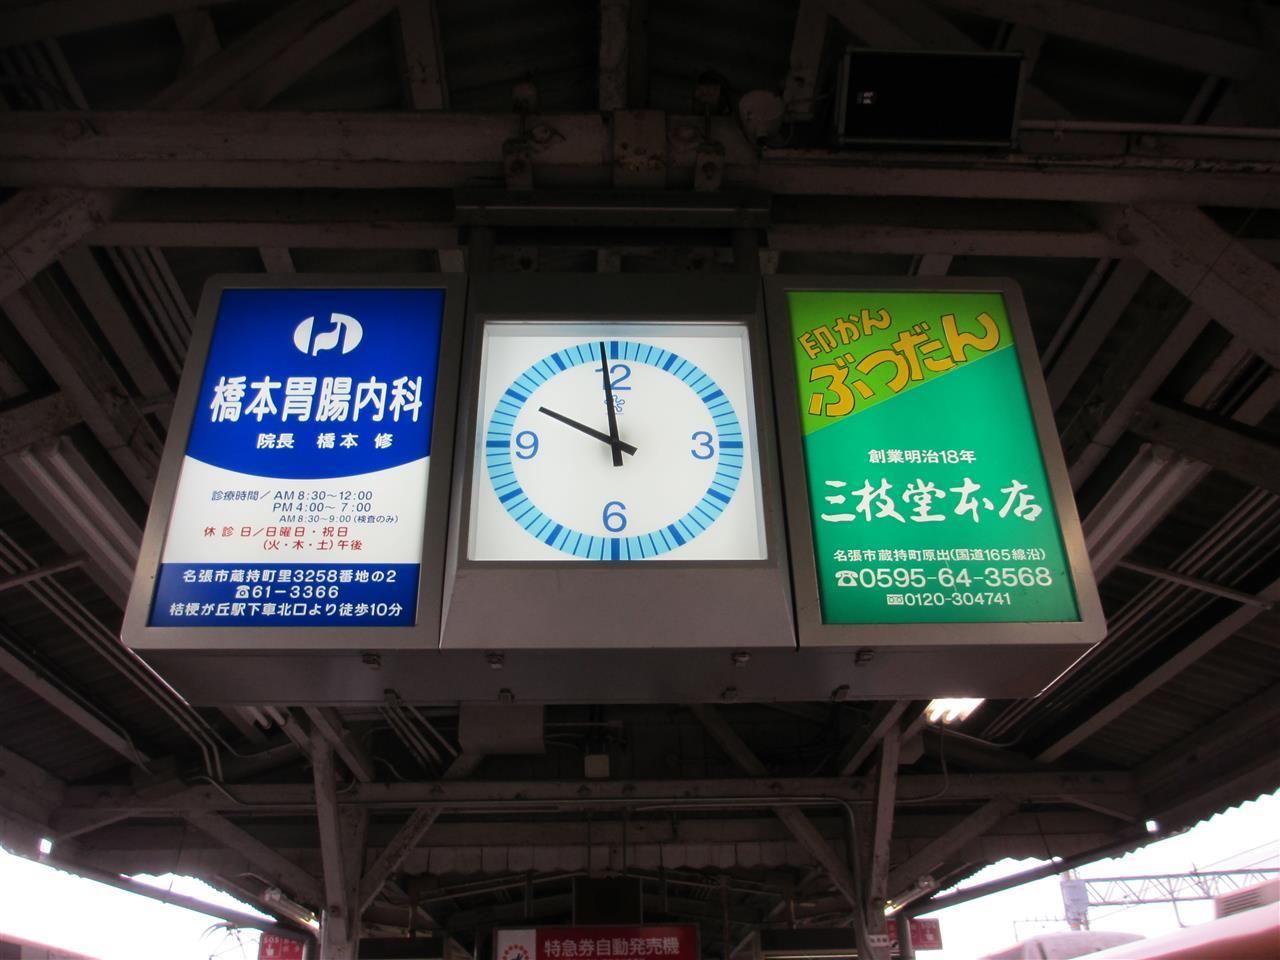 橋本胃腸内科
院長 橋本 修
診療時間/AM8:30～12:00
PM4:00～7:00
AM8:30～9:00(検査のみ)
休診日/日曜日・祝日
(火・木・土)午後
名張市蔵持町里3258番地の2
☎61-3366
桔梗が丘駅下車北口より徒歩10分
12
3
6
9
印かん
ぶつだん
創業明治18年
三枝堂本店
名張市蔵持町原出(国道165線沿)
☎0595-64-3568
0120-304741
特急券自動発売機
SOS